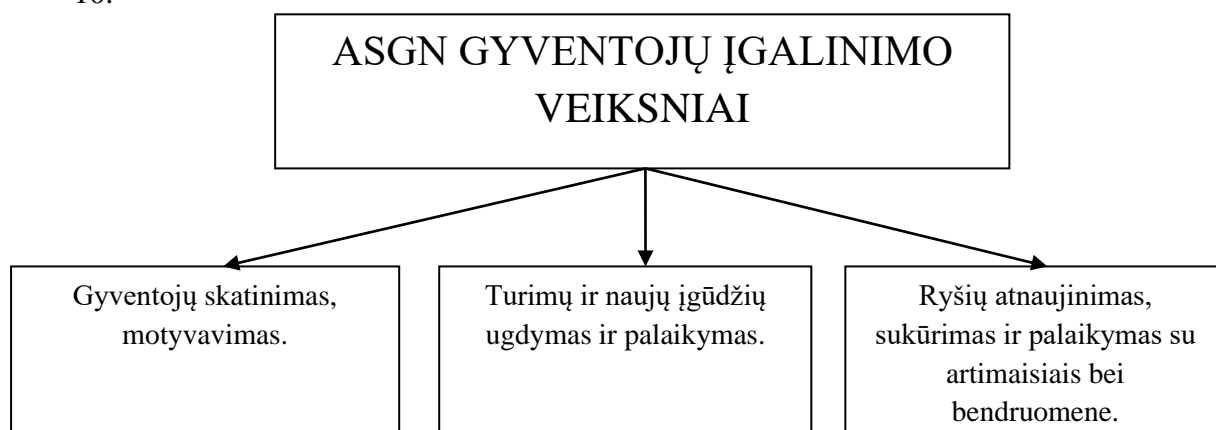 ASGN GYVENTOJŲ ĮGALINIMO
VEIKSNIAI
Gyventojų skatinimas,
motyvavimas.
Turimų ir naujų įgūdžių
ugdymas ir palaikymas.
Ryšių atnaujinimas,
sukūrimas ir palaikymas su
artimaisiais bei
bendruomene.